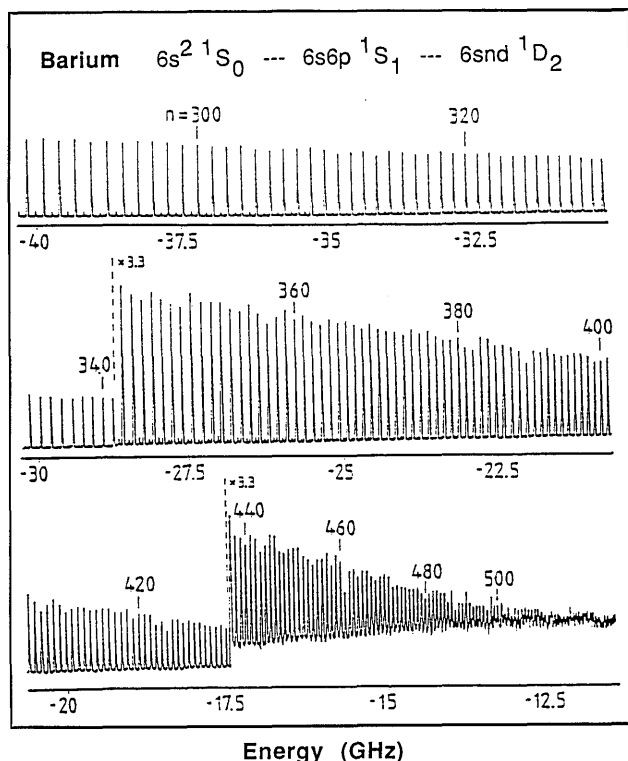 Barium 6s² ¹S₀ --- 6s6p ¹S₁ --- 6snd ¹D₂
n=300 320
-40 -37.5 -35 -32.5
×3.3
340 360 380 400
-30 -27.5 -25 -22.5
×3.3
420 440 460 480 500
-20 -17.5 -15 -12.5
Energy (GHz)